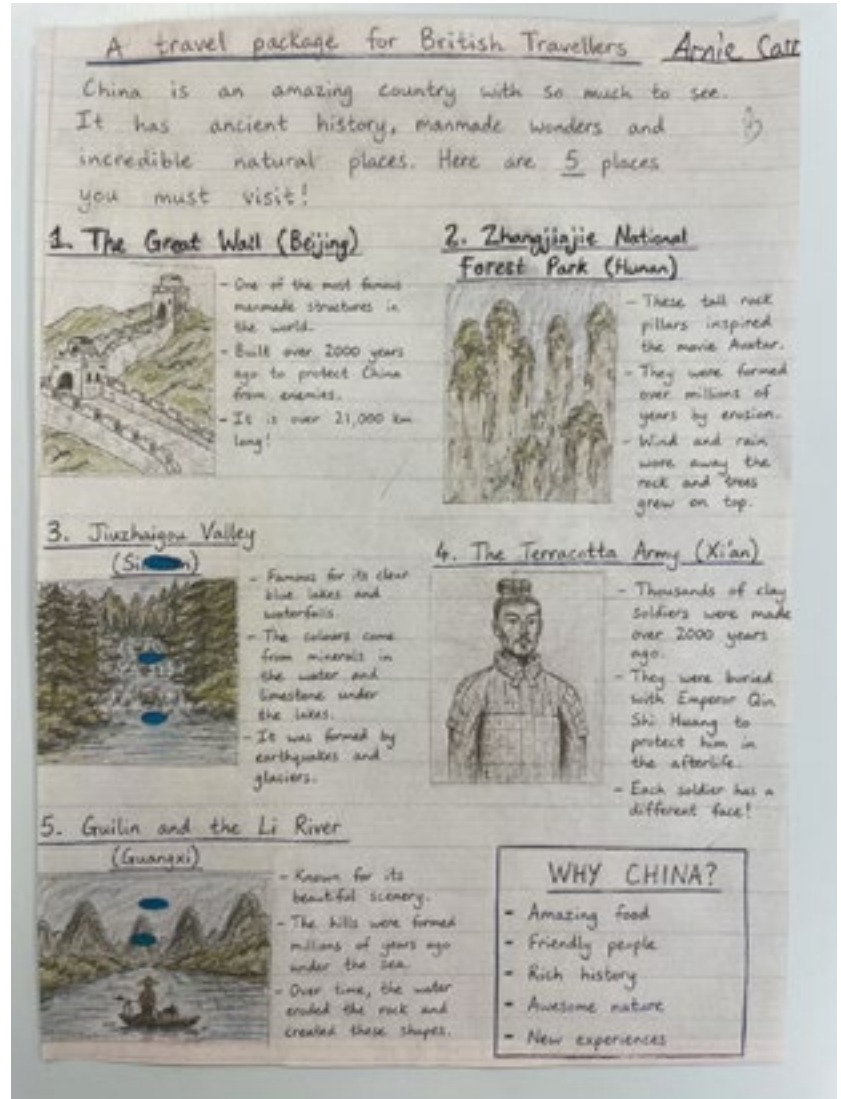 A travel package for British Travellers Arnie Carr
China is an amazing country with so much to see.
It has ancient history, manmade wonders and
incredible natural places. Here are 5 places
you must visit!
1. The Great Wall (Beijing)
- One of the most famous
manmade structures in
the world.
- Built over 2000 years
ago to protect China
from enemies.
- It is over 21,000 km
long!
2. Zhangjiajie National
Forest Park (Hunan)
- These tall rock
pillars inspired
the movie Avatar.
- They were formed
over millions of
years by erosion.
- Wind and rain
wore away the
rock and trees
grew on top.
3. Jiuzhaigou Valley
- Famous for its clear
blue lakes and
waterfalls.
- The colours come
from minerals in
the water and
limestone under
the lakes.
- It was formed by
earthquakes and
glaciers.
4. The Terracotta Army (Xi'an)
- Thousands of clay
soldiers were made
over 2000 years
ago.
- They were buried
with Emperor Qin
Shi Huang to
protect him in
the afterlife.
- Each soldier has a
different face!
5. Guilin and the Li River
(Guangxi)
- Known for its
beautiful scenery.
- The hills were formed
millions of years ago
under the sea.
- Over time, the water
eroded the rock and
created these shapes.
WHY CHINA?
- Amazing food
- Friendly people
- Rich history
- Awesome nature
- New experiences